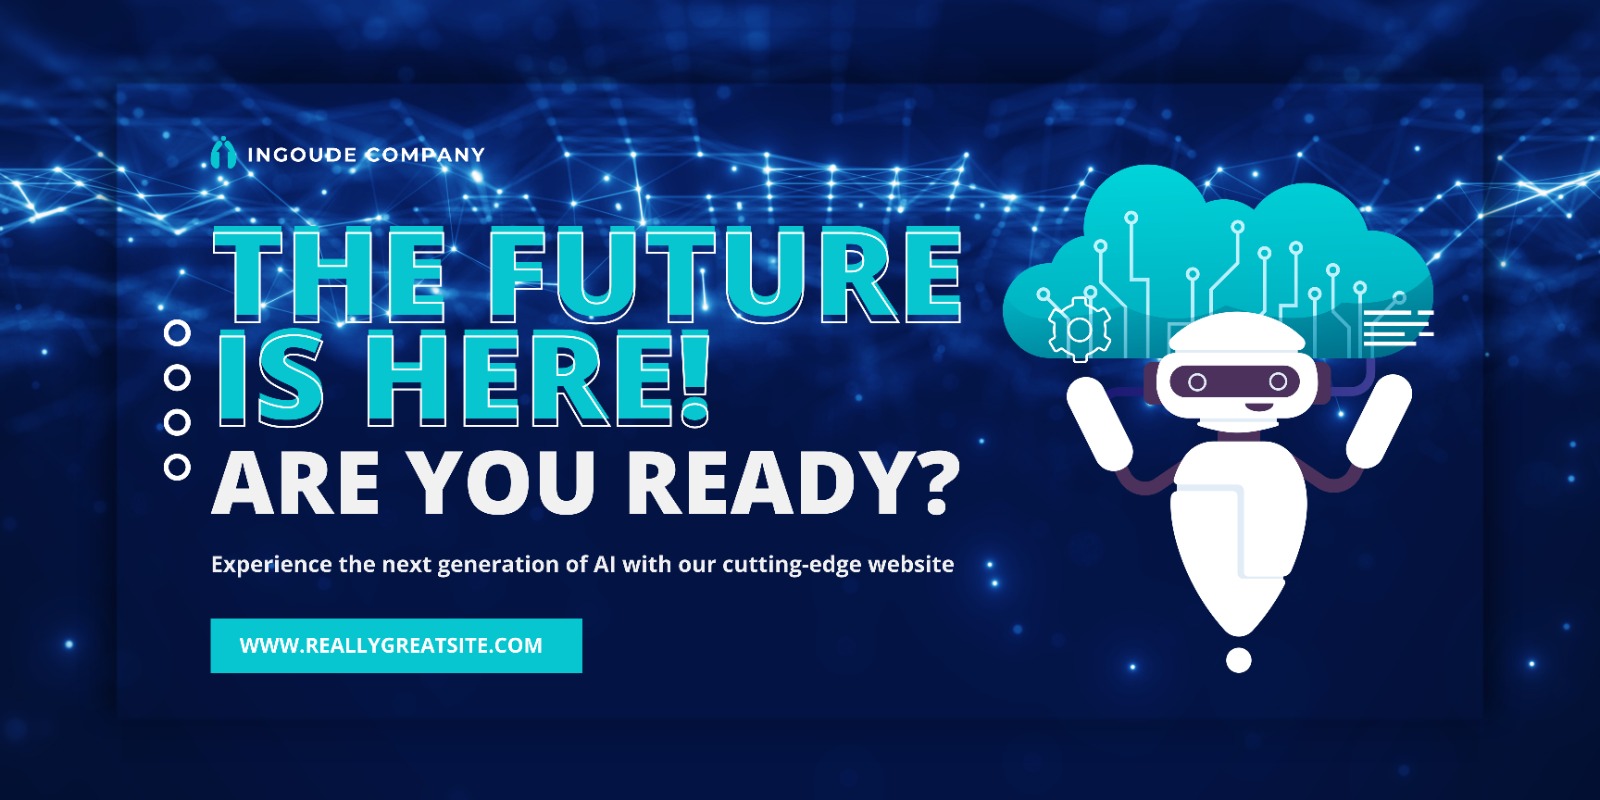 INGOUDE COMPANY
THE FUTURE
IS HERE!
ARE YOU READY?
Experience the next generation of AI with our cutting-edge website
WWW.REALLYGREATSITE.COM